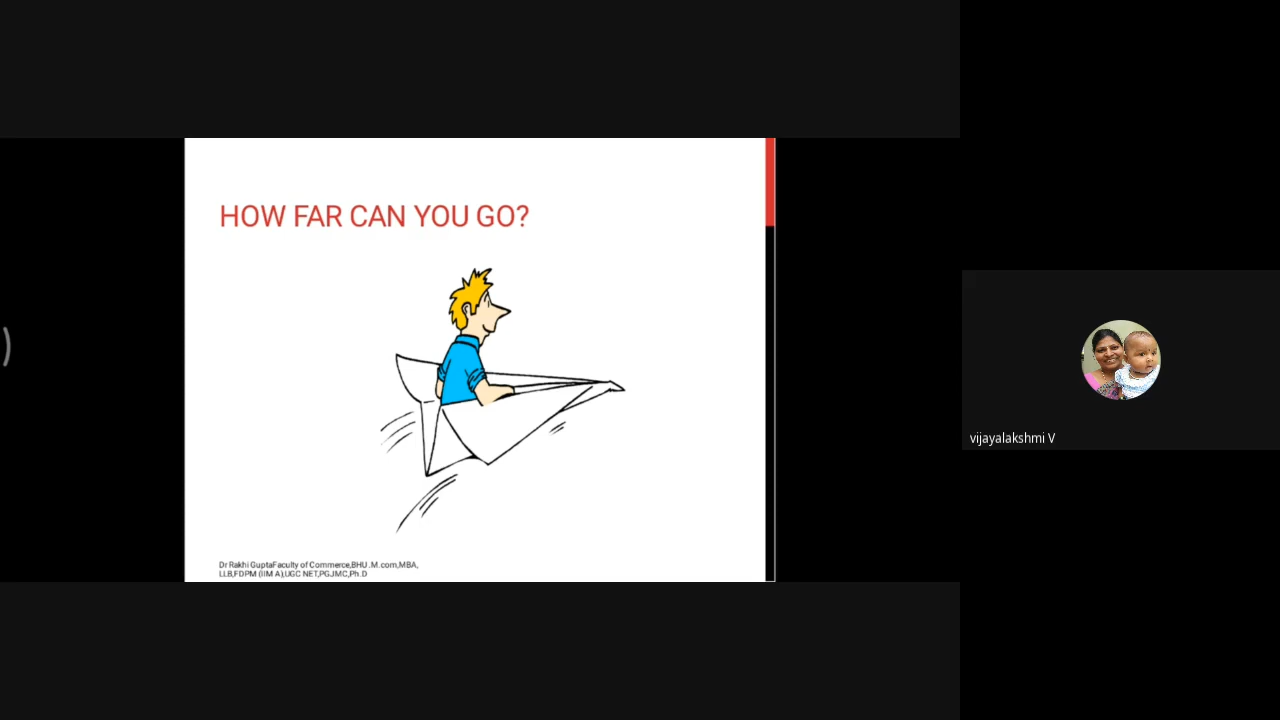 HOW FAR CAN YOU GO?
Dr Rakhi GuptaFaculty of Commerce,BHU .M.com,MBA,
LLB,FDPM (IIM A),UGC NET,PGJMC,Ph.D
vijayalakshmi V